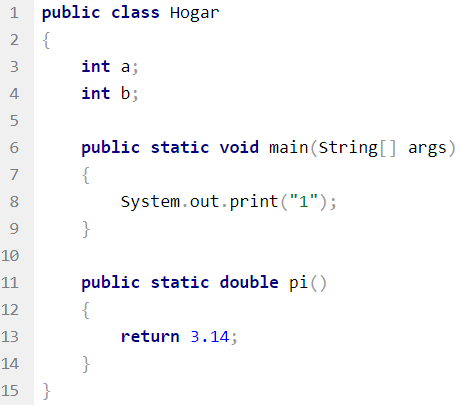 1 public class Hogar
2 {
3     int a;
4     int b;
5
6     public static void main(String[] args)
7     {
8         System.out.print("1");
9     }
10
11     public static double pi()
12     {
13         return 3.14;
14     }
15 }